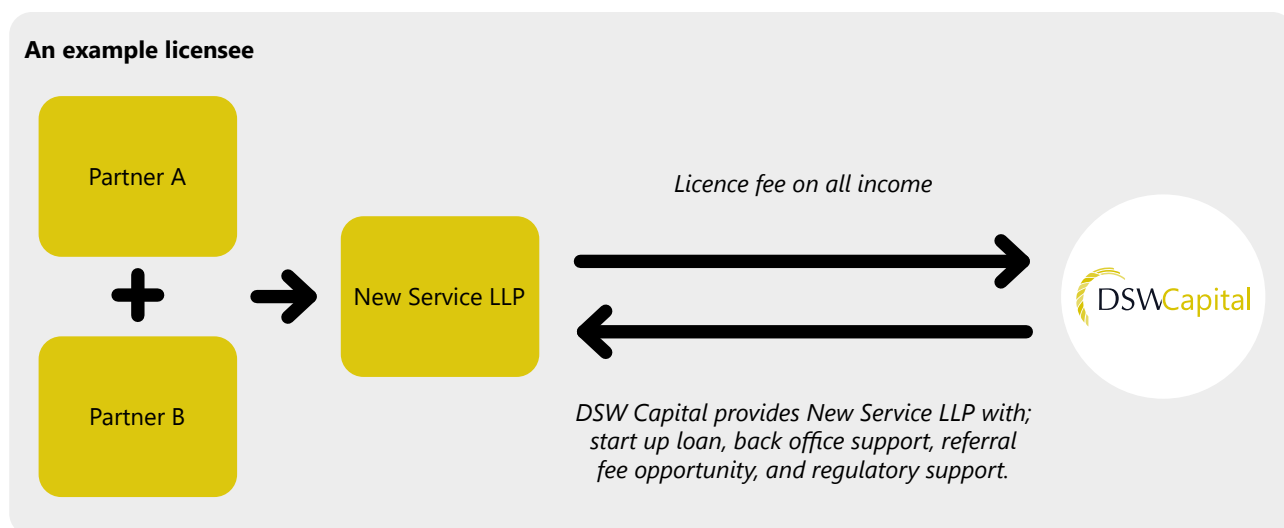 An example licensee
Partner A
Partner B
New Service LLP
Licence fee on all income
DSW Capital provides New Service LLP with;
start up loan, back office support, referral
fee opportunity, and regulatory support.
DSWCapital